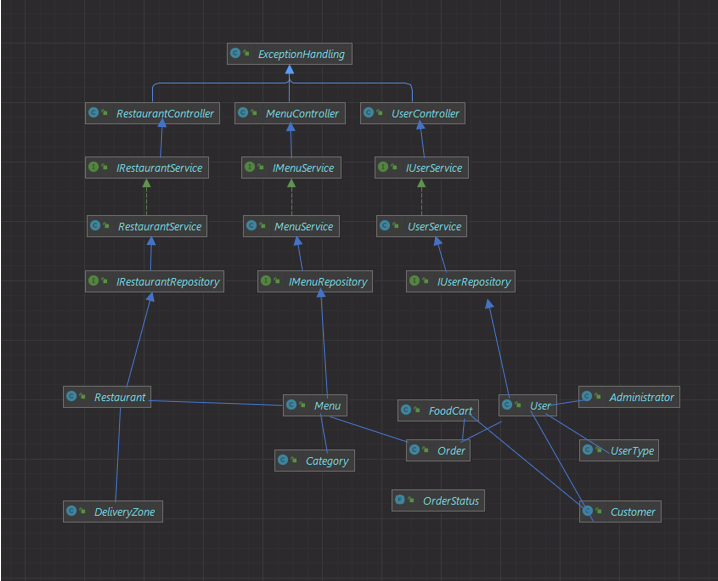 ExceptionHandling
RestaurantController MenuController UserController
IRestaurantService IMenuService IUserService
RestaurantService MenuService UserService
IRestaurantRepository IMenuRepository IUserRepository
Restaurant Menu FoodCart User Administrator
Category Order UserType
OrderStatus
DeliveryZone Customer